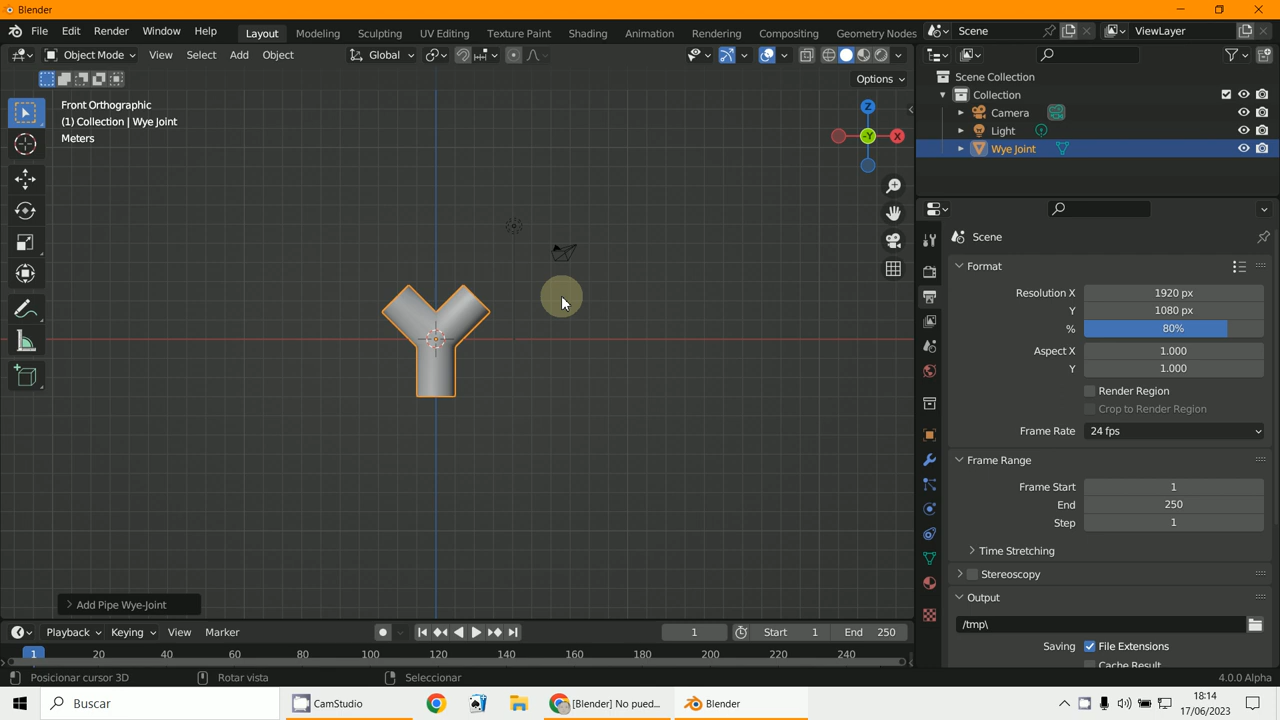 Blender
File Edit Render Window Help Layout Modeling Sculpting UV Editing Texture Paint Shading Animation Rendering Compositing Geometry Nodes Scene ViewLayer
Object Mode View Select Add Object Global
Options
Front Orthographic
(1) Collection | Wye Joint
Meters
Z
-Y
X
Scene Collection
Collection
Camera
Light
Wye Joint
Scene
Format
Resolution X 1920 px
Y 1080 px
% 80%
Aspect X 1.000
Y 1.000
Render Region
Crop to Render Region
Frame Rate 24 fps
Frame Range
Frame Start 1
End 250
Step 1
Time Stretching
Stereoscopy
Output
/tmp\
Saving File Extensions
Cache Result
Add Pipe Wye-Joint
Playback Keying View Marker 1 Start 1 End 250
1 20 40 60 80 100 120 140 160 180 200 220 240
Posicionar cursor 3D Rotar vista Seleccionar 4.0.0 Alpha
Buscar CamStudio [Blender] No pued... Blender
18:14
17/06/2023